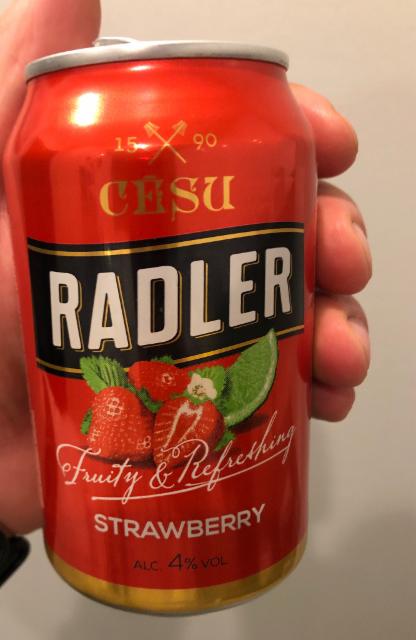 15 90
CĒSU
RADLER
Fruity & Refreshing
STRAWBERRY
ALC. 4% VOL